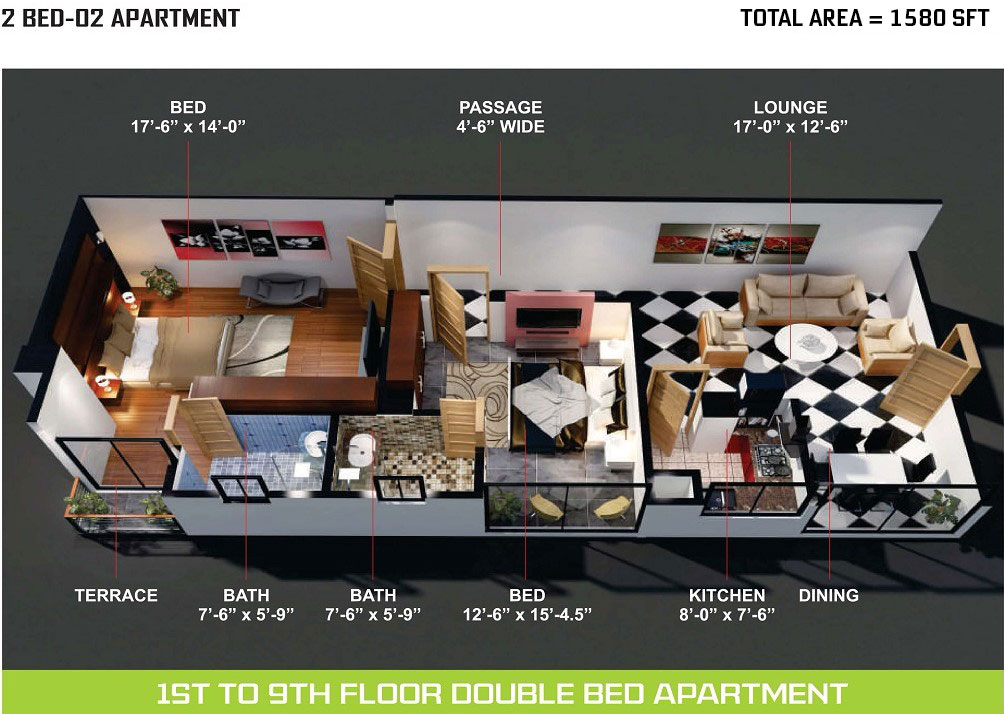 2 BED-02 APARTMENT
TOTAL AREA = 1580 SFT
BED
17’-6” x 14’-0”
PASSAGE
4’-6” WIDE
LOUNGE
17’-0” x 12’-6”
TERRACE
BATH
7’-6” x 5’-9”
BATH
7’-6” x 5’-9”
BED
12’-6” x 15’-4.5”
KITCHEN
8’-0” x 7’-6”
DINING
1ST TO 9TH FLOOR DOUBLE BED APARTMENT